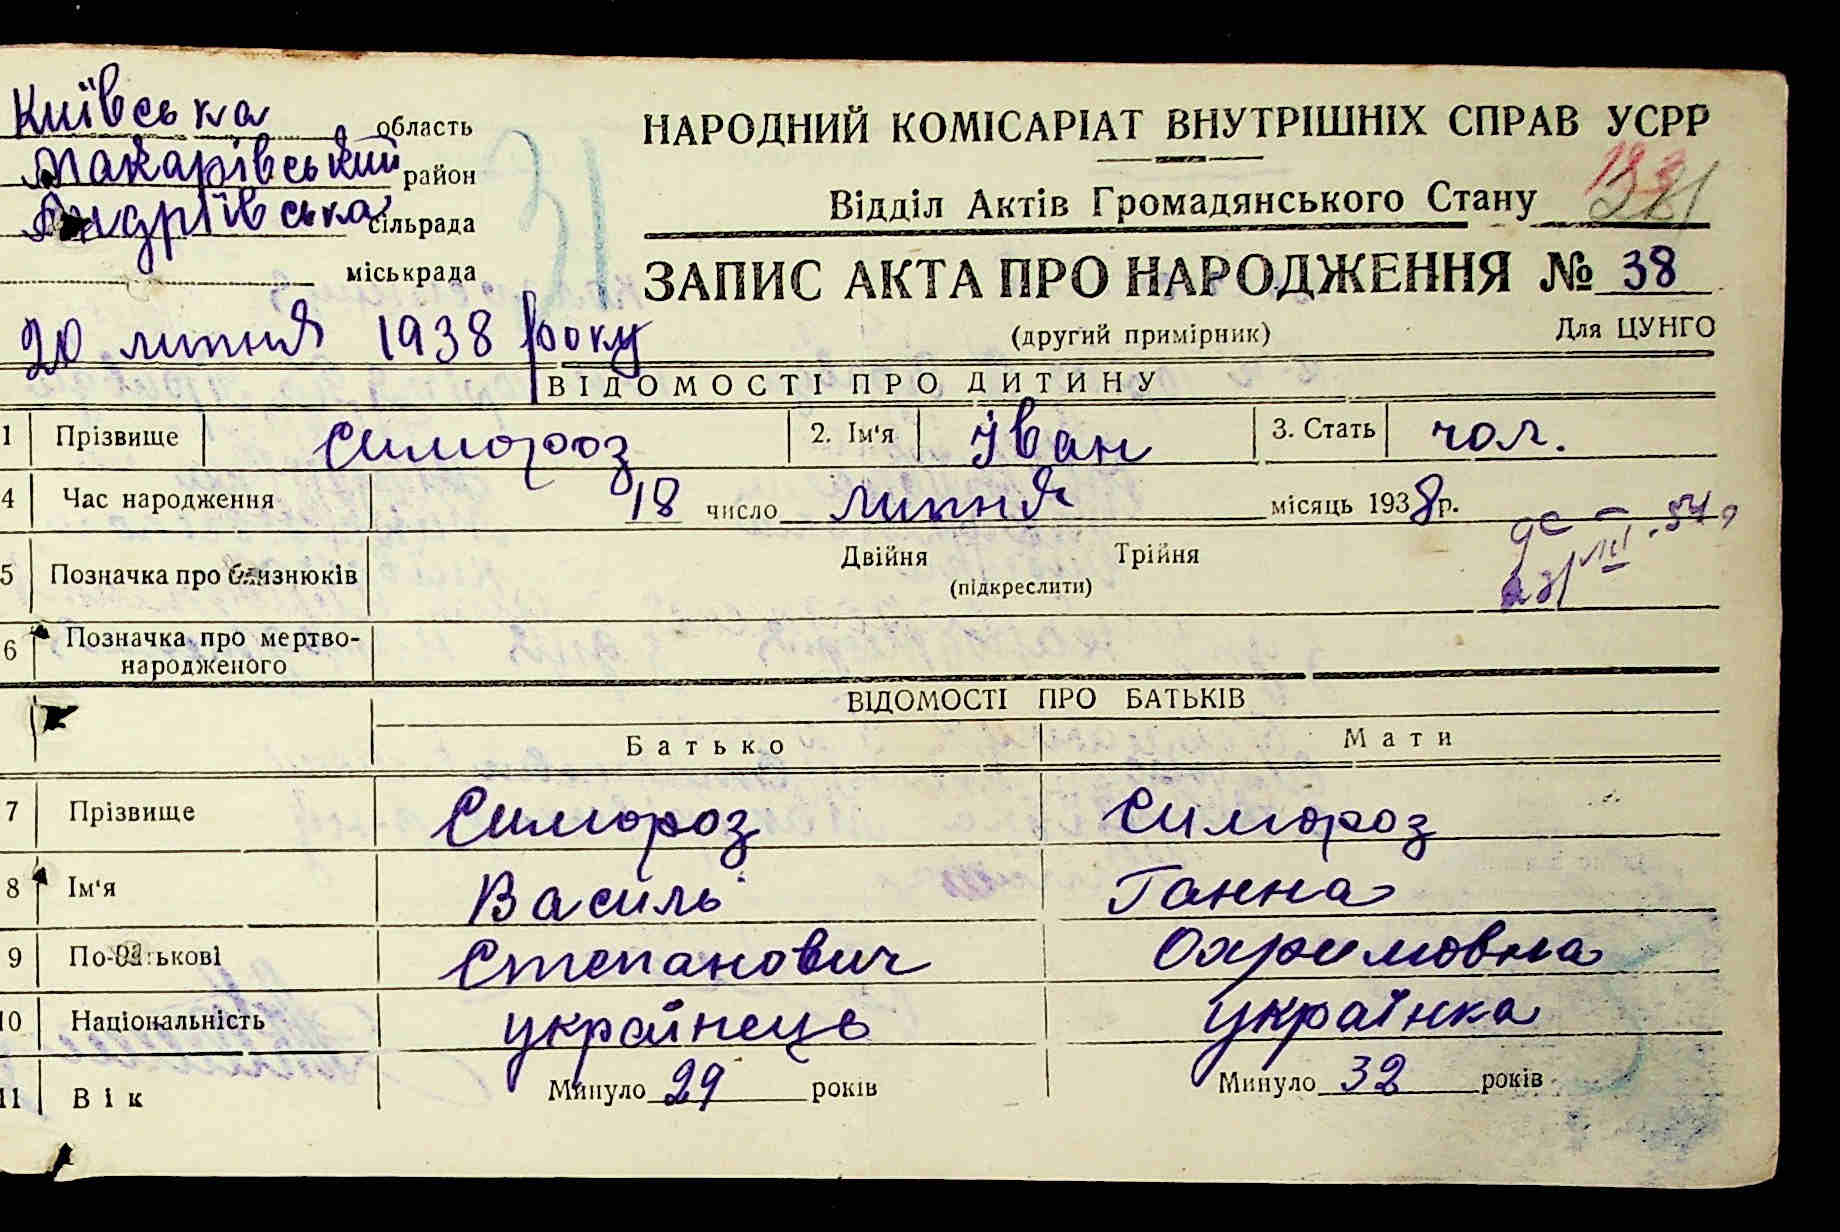 Київська область
Макарівський район
Андріївська сільрада
міськрада
20 липня 1938 року
31
НАРОДНИЙ КОМІСАРІАТ ВНУТРІШНІХ СПРАВ УСРР
Відділ Актів Громадянського Стану
ЗАПИС АКТА ПРО НАРОДЖЕННЯ № 38
(другий примірник) Для ЦУНГО
ВІДОМОСТІ ПРО ДИТИНУ
1 Прізвище Симороз 2. Ім'я Іван 3. Стать чол.
4 Час народження 18 число липня місяць 1938 р.
5 Позначка про близнюків Двійня Трійня
(підкреслити)
6 Позначка про мертво-
народженого
ВІДОМОСТІ ПРО БАТЬКІВ
Батько Мати
7 Прізвище Симороз Симороз
8 Ім'я Василь Ганна
9 По-батькові Степанович Охримовна
10 Національність українець українка
11 Вік Минуло 29 років Минуло 32 років